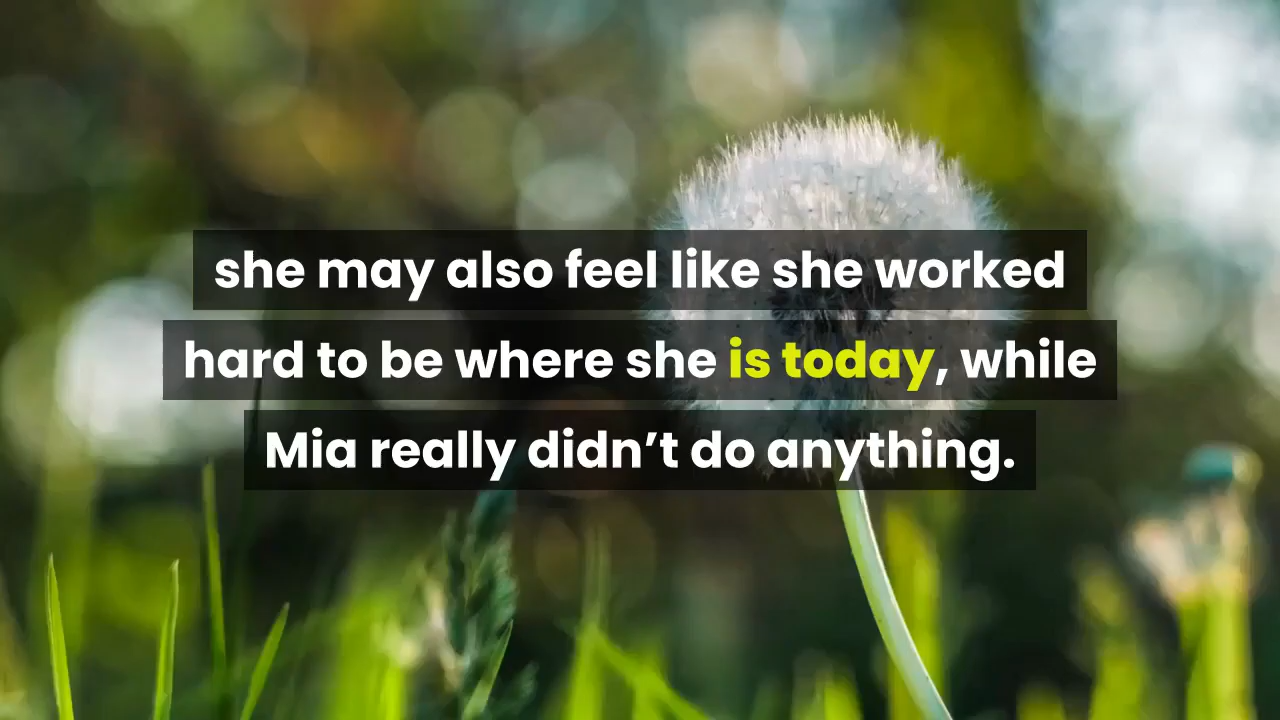 she may also feel like she worked
hard to be where she is today, while
Mia really didn’t do anything.